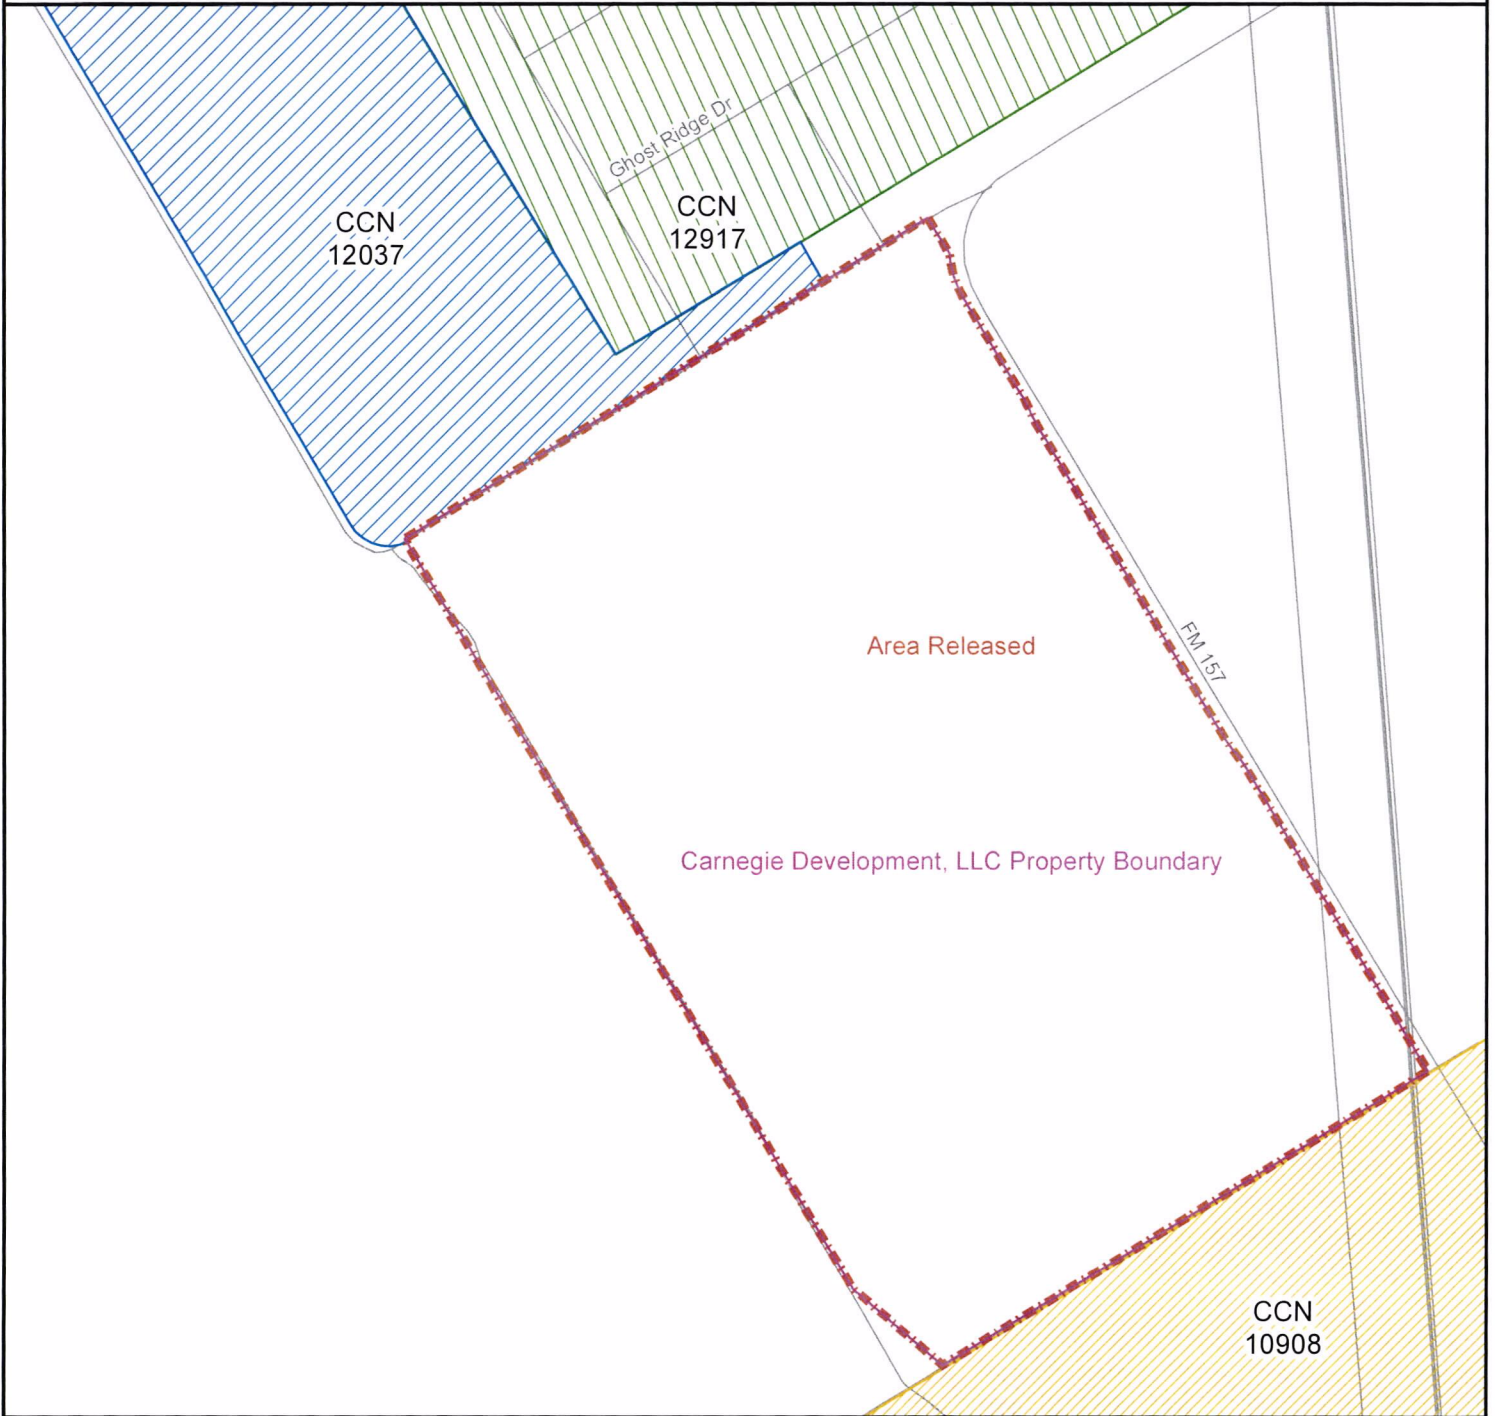 Ghost Ridge Dr
CCN
12917
CCN
12037
Area Released
FM 157
Carnegie Development, LLC Property Boundary
CCN
10908